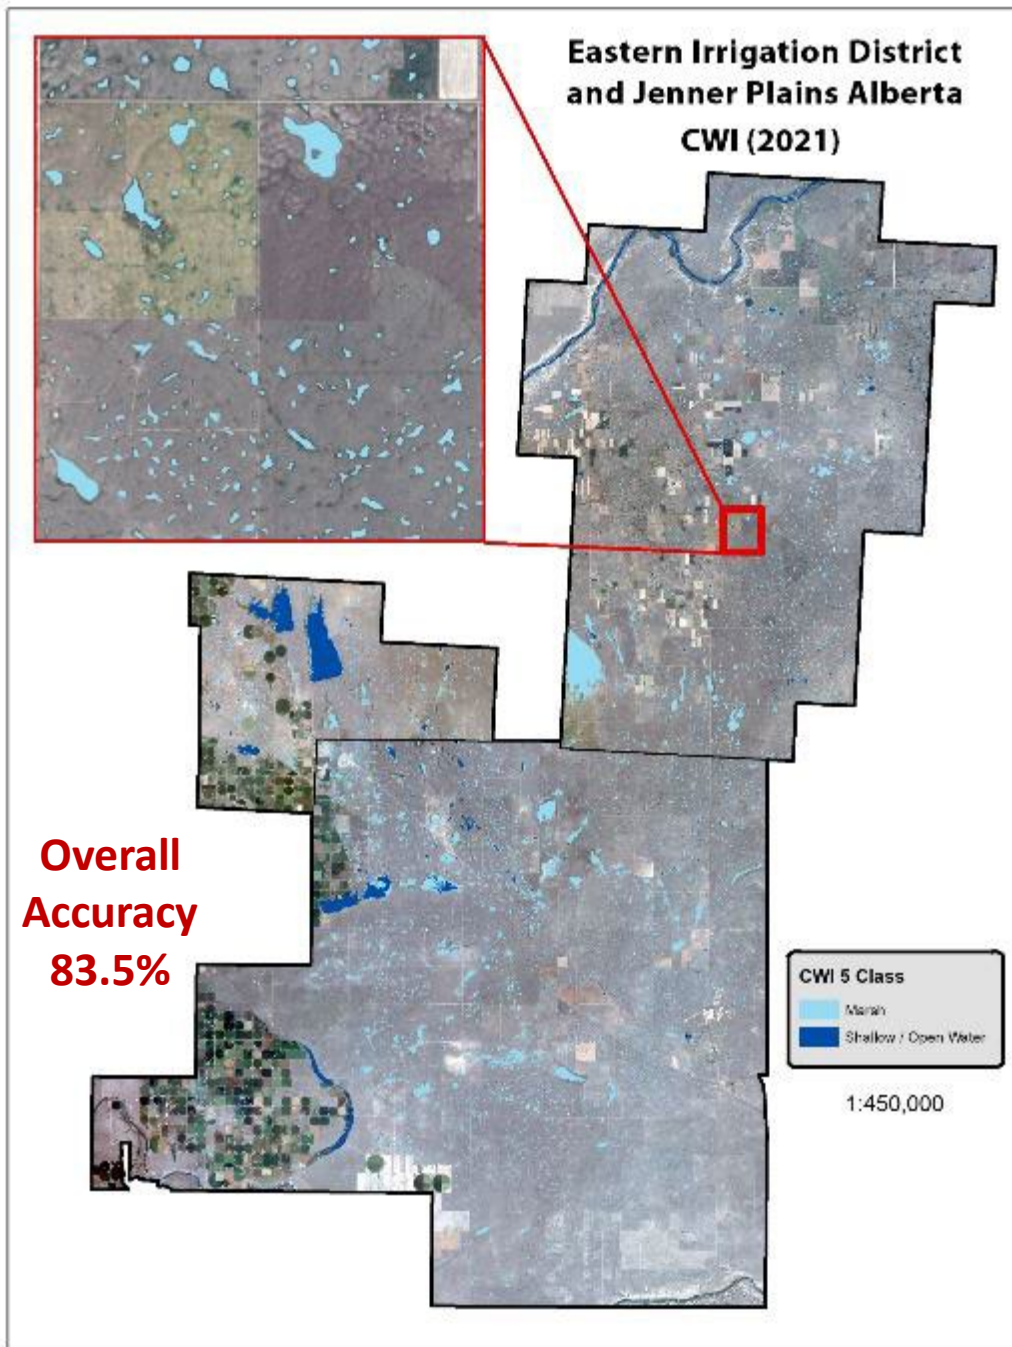 Eastern Irrigation District
and Jenner Plains Alberta
CWI (2021)
Overall
Accuracy
83.5%
CWI 5 Class
Marsh
Shallow / Open Water
1:450,000